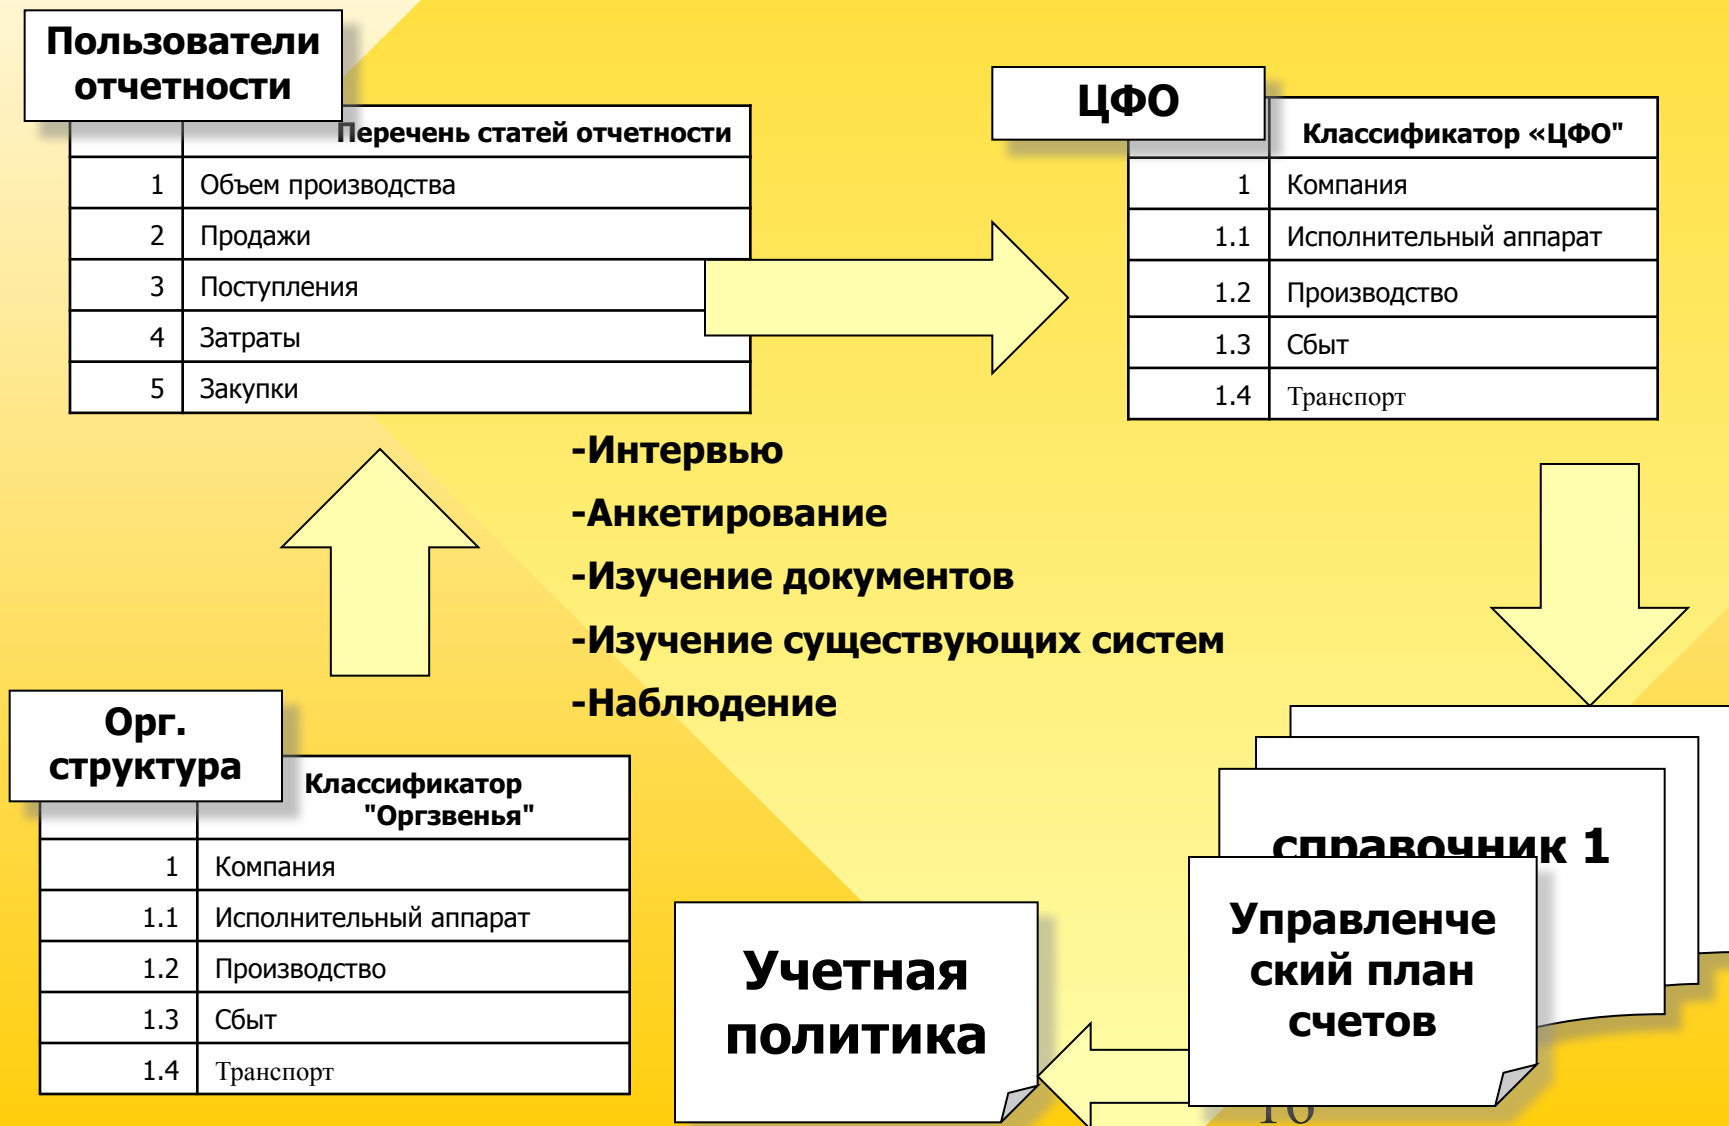 Пользователи
отчетности
Перечень статей отчетности
1 Объем производства
2 Продажи
3 Поступления
4 Затраты
5 Закупки
ЦФО
Классификатор «ЦФО"
1 Компания
1.1 Исполнительный аппарат
1.2 Производство
1.3 Сбыт
1.4 Транспорт
-Интервью
-Анкетирование
-Изучение документов
-Изучение существующих систем
-Наблюдение
Орг.
структура
Классификатор
"Оргзвенья"
1 Компания
1.1 Исполнительный аппарат
1.2 Производство
1.3 Сбыт
1.4 Транспорт
справочник 1
Управленче
ский план
счетов
Учетная
политика
16